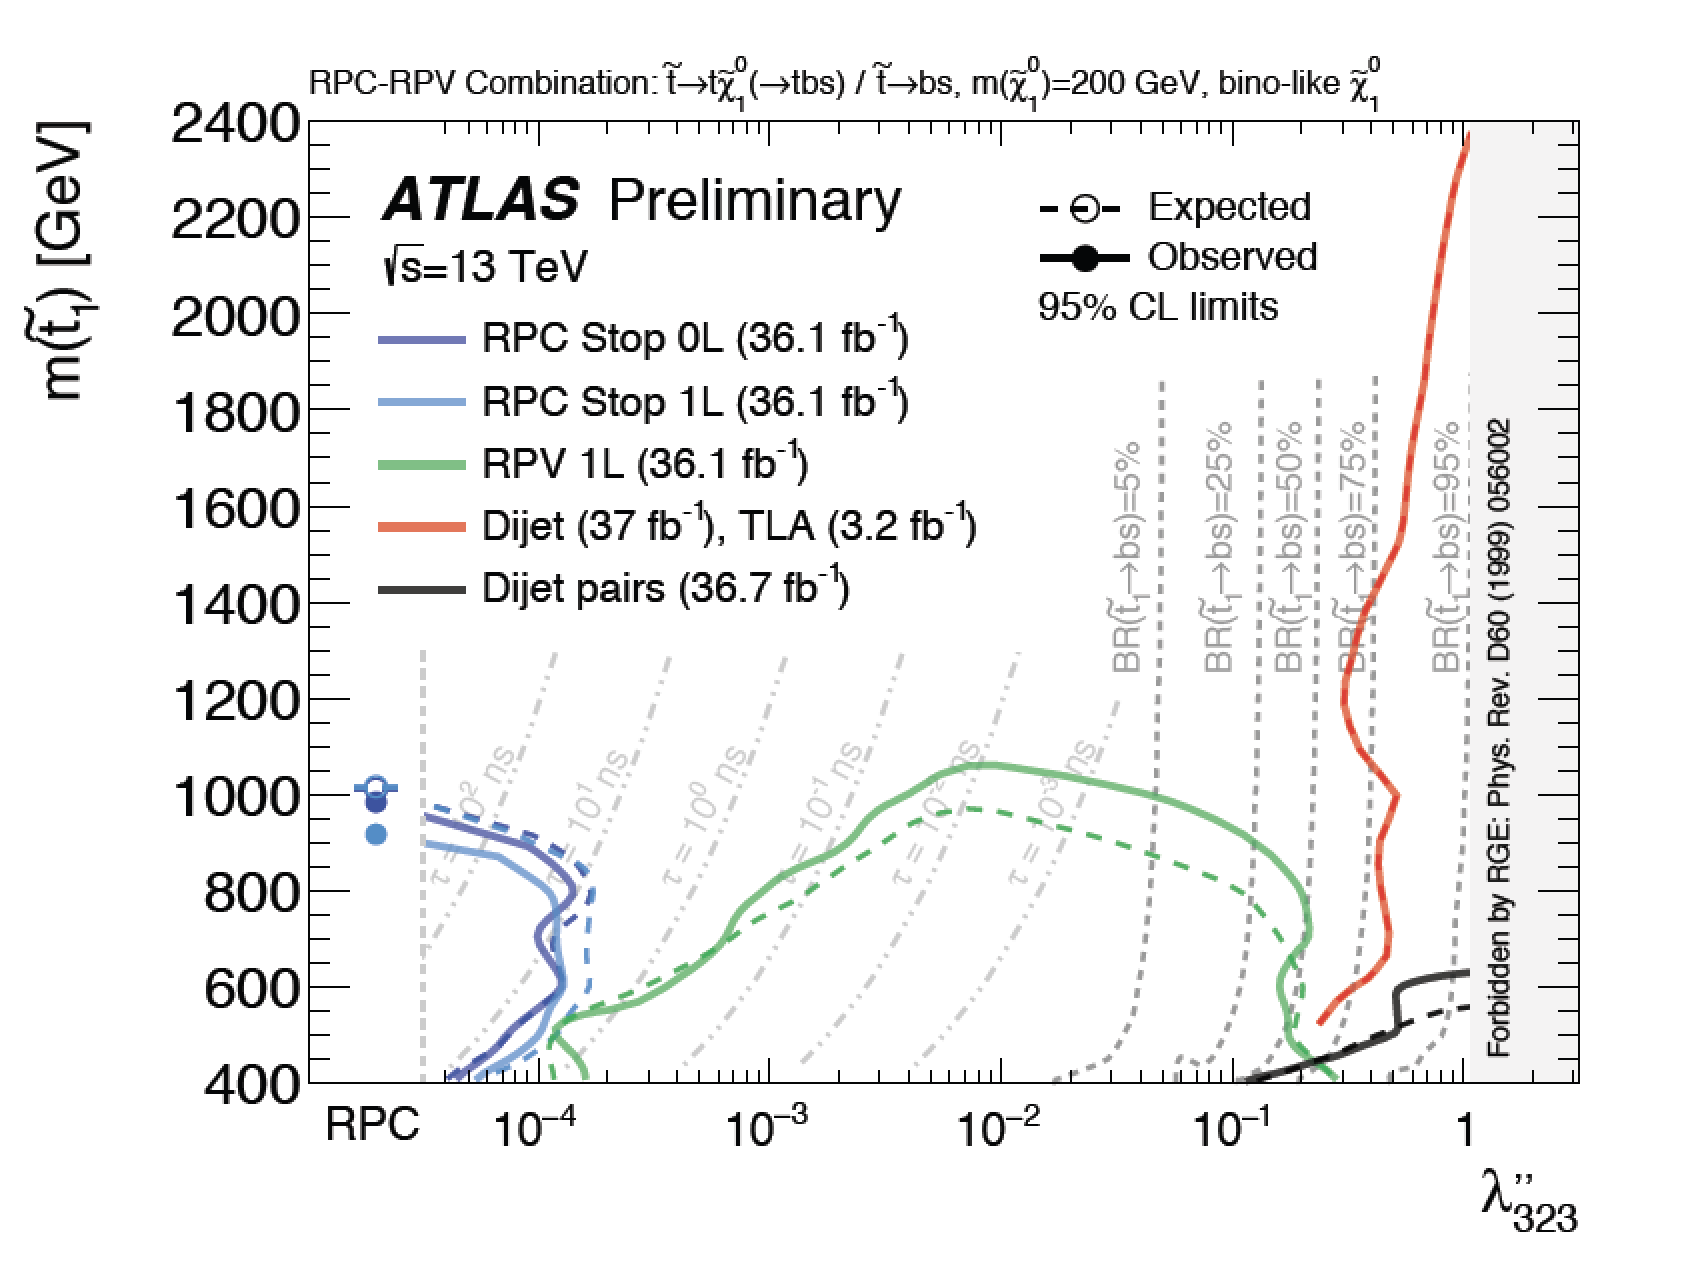 RPC-RPV Combination: t̃→tχ̃⁰₁(→tbs) / t̃→bs, m(χ̃⁰₁)=200 GeV, bino-like χ̃⁰₁
m(t̃₁) [GeV]
2400
2200
2000
1800
1600
1400
1200
1000
800
600
400
ATLAS Preliminary
√s=13 TeV
RPC Stop 0L (36.1 fb⁻¹)
RPC Stop 1L (36.1 fb⁻¹)
RPV 1L (36.1 fb⁻¹)
Dijet (37 fb⁻¹), TLA (3.2 fb⁻¹)
Dijet pairs (36.7 fb⁻¹)
Expected
Observed
95% CL limits
BR(t̃₁→bs)=5%
BR(t̃₁→bs)=25%
BR(t̃₁→bs)=50%
BR(t̃₁→bs)=75%
BR(t̃₁→bs)=95%
Forbidden by RGE: Phys. Rev. D60 (1999) 056002
τ = 10² ns
τ = 10¹ ns
τ = 10⁰ ns
τ = 10⁻¹ ns
τ = 10⁻² ns
τ = 10⁻³ ns
RPC
10⁻⁴
10⁻³
10⁻²
10⁻¹
1
λ''₃₂₃